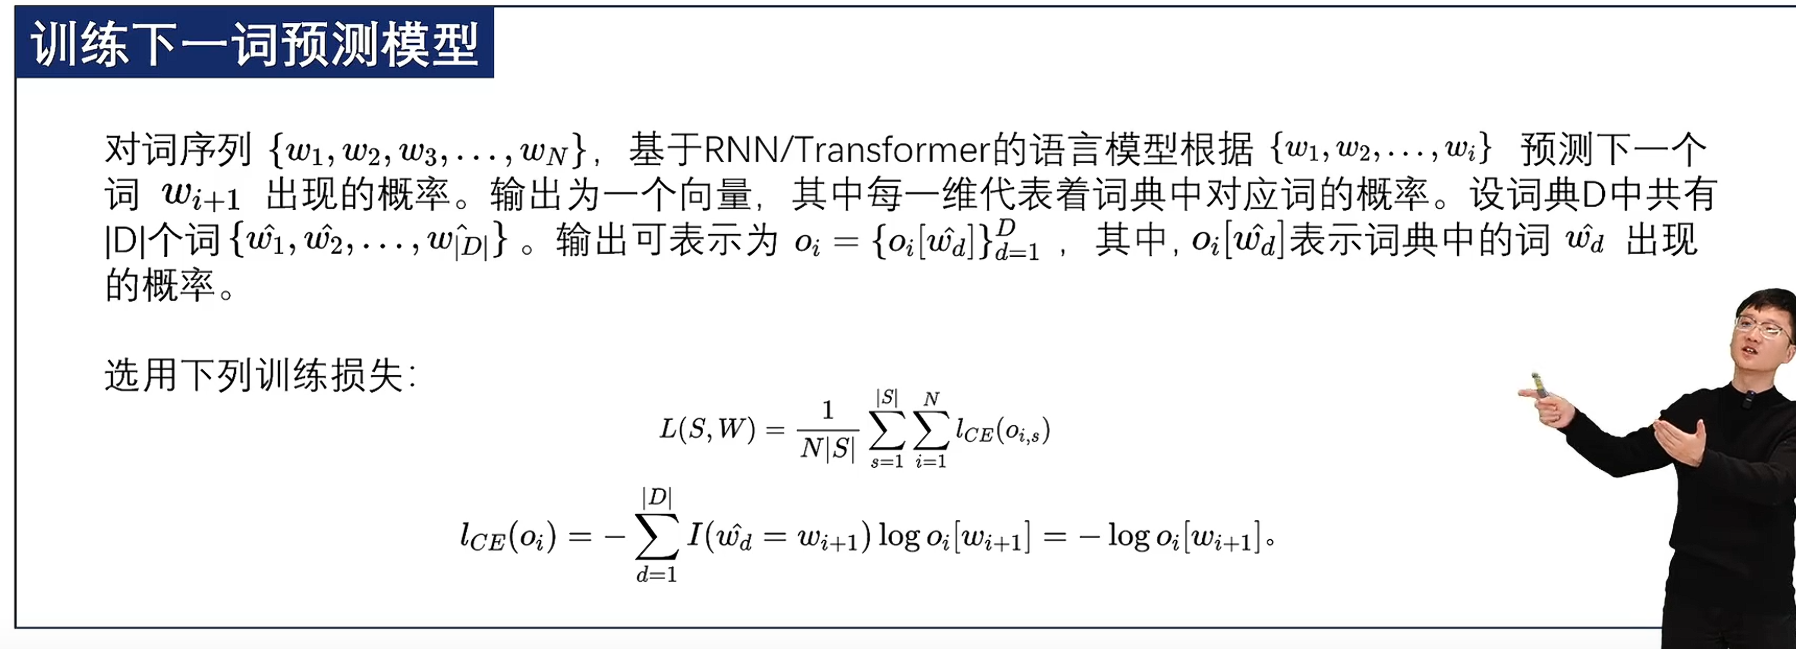 训练下一词预测模型
对词序列 $\{w_1, w_2, w_3, \ldots, w_N\}$，基于RNN/Transformer的语言模型根据 $\{w_1, w_2, \ldots, w_i\}$ 预测下一个
词 $w_{i+1}$ 出现的概率。输出为一个向量，其中每一维代表着词典中对应词的概率。设词典D中共有
|D|个词$\{\hat{w_1}, \hat{w_2}, \ldots, \hat{w_{|D|}}\}$。输出可表示为 $o_i = \{o_i[\hat{w_d}]\}_{d=1}^{D}$ ，其中, $o_i[\hat{w_d}]$表示词典中的词 $\hat{w_d}$ 出现
的概率。
选用下列训练损失：
$L(S, W) = \frac{1}{N|S|} \sum_{s=1}^{|S|} \sum_{i=1}^{N} l_{CE}(o_{i,s})$
$l_{CE}(o_i) = -\sum_{d=1}^{|D|} I(\hat{w_d} = w_{i+1}) \log o_i[w_{i+1}] = -\log o_i[w_{i+1}]$。